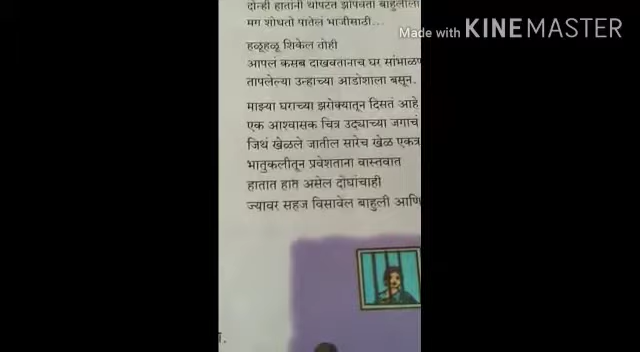 दोन्ही हातांनी थोपटत झोपवतो बाहुलीला
मग शोधतो पातेलं भाजीसाठी...
हळूहळू शिकेल तोही
आपलं कसब दाखवतानाच घर सांभाळण
तापलेल्या उन्हाच्या आडोशाला बसून.
माझ्या घराच्या झरोक्यातून दिसतं आहे
एक आश्वासक चित्र उद्याच्या जगाचं
जिथं खेळले जातील सारेच खेळ एकत्र
भातुकलीतून प्रवेशताना वास्तवात
हातात हात असेल दोघांचाही
ज्यावर सहज विसावेल बाहुली आणि
Made with KINEMASTER